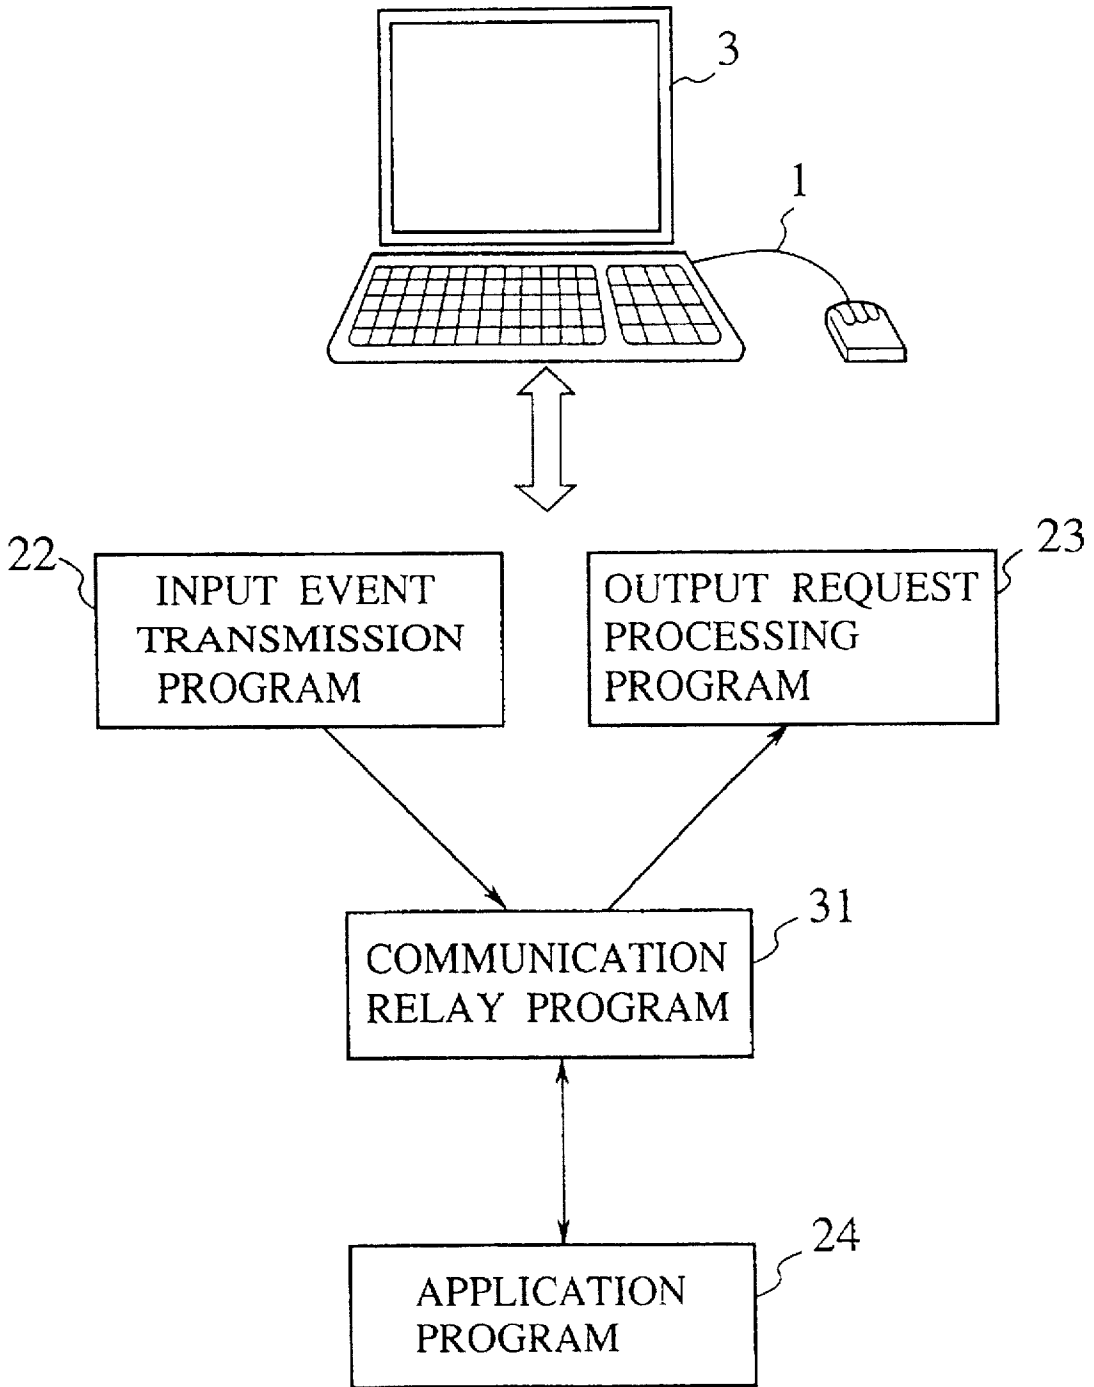 3
1
22
INPUT EVENT
TRANSMISSION
PROGRAM
23
OUTPUT REQUEST
PROCESSING
PROGRAM
31
COMMUNICATION
RELAY PROGRAM
24
APPLICATION
PROGRAM